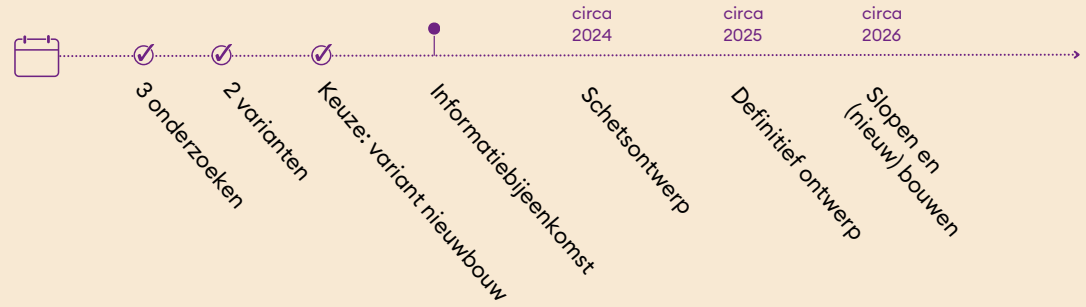 circa
2024
circa
2025
circa
2026
3 onderzoeken
2 varianten
Keuze: variant nieuwbouw
Informatiebijeenkomst
Schetsontwerp
Definitief ontwerp
Slopen en
(nieuw) bouwen